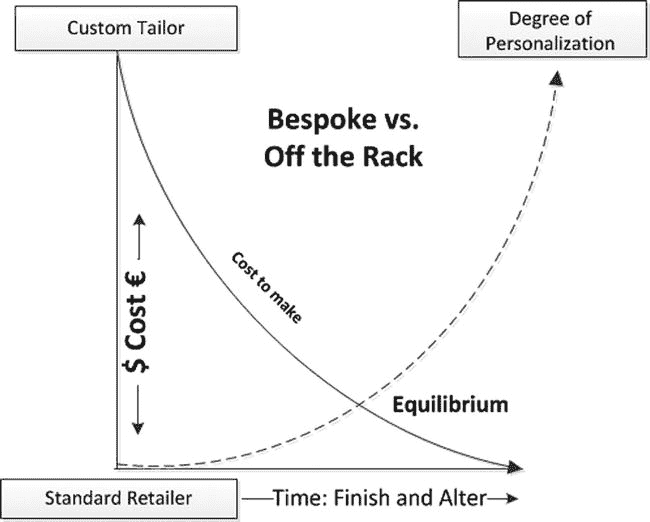 Custom Tailor
Degree of
Personalization
Bespoke vs.
Off the Rack
$ Cost €
Cost to make
Equilibrium
Standard Retailer
Time: Finish and Alter